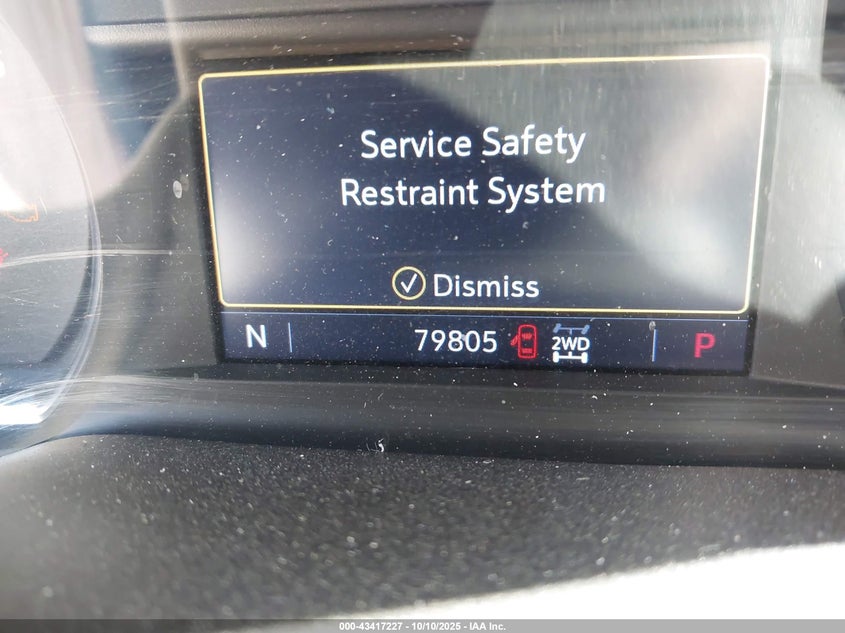 Service Safety
Restraint System
Dismiss
N 79805 2WD P
000-43417227 - 10/10/2025 - IAA Inc.